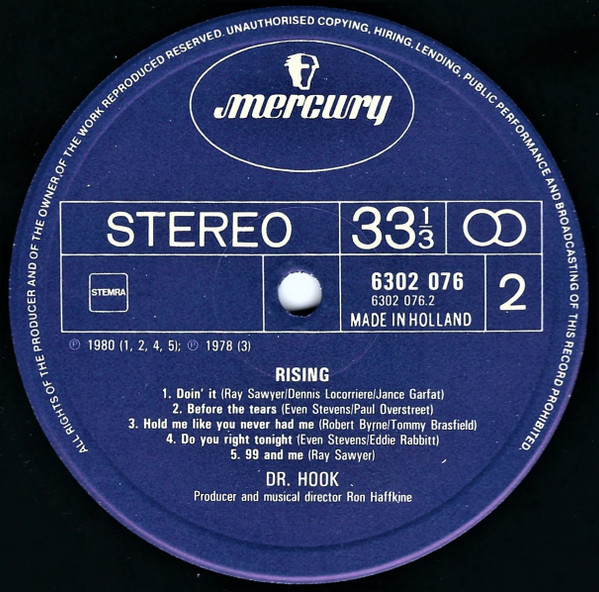 ALL RIGHTS OF THE PRODUCER AND OF THE OWNER OF THE WORK REPRODUCED RESERVED. UNAUTHORISED COPYING, HIRING, LENDING, PUBLIC PERFORMANCE AND BROADCASTING OF THIS RECORD PROHIBITED.
mercury
STEREO
33 1/3
STEMRA
6302 076
6302 076.2
MADE IN HOLLAND
2
Ⓟ 1980 (1, 2, 4, 5); Ⓟ 1978 (3)
RISING
1. Doin' it (Ray Sawyer/Dennis Locorriere/Jance Garfat)
2. Before the tears (Even Stevens/Paul Overstreet)
3. Hold me like you never had me (Robert Byrne/Tommy Brasfield)
4. Do you right tonight (Even Stevens/Eddie Rabbitt)
5. 99 and me (Ray Sawyer)
DR. HOOK
Producer and musical director Ron Haffkine